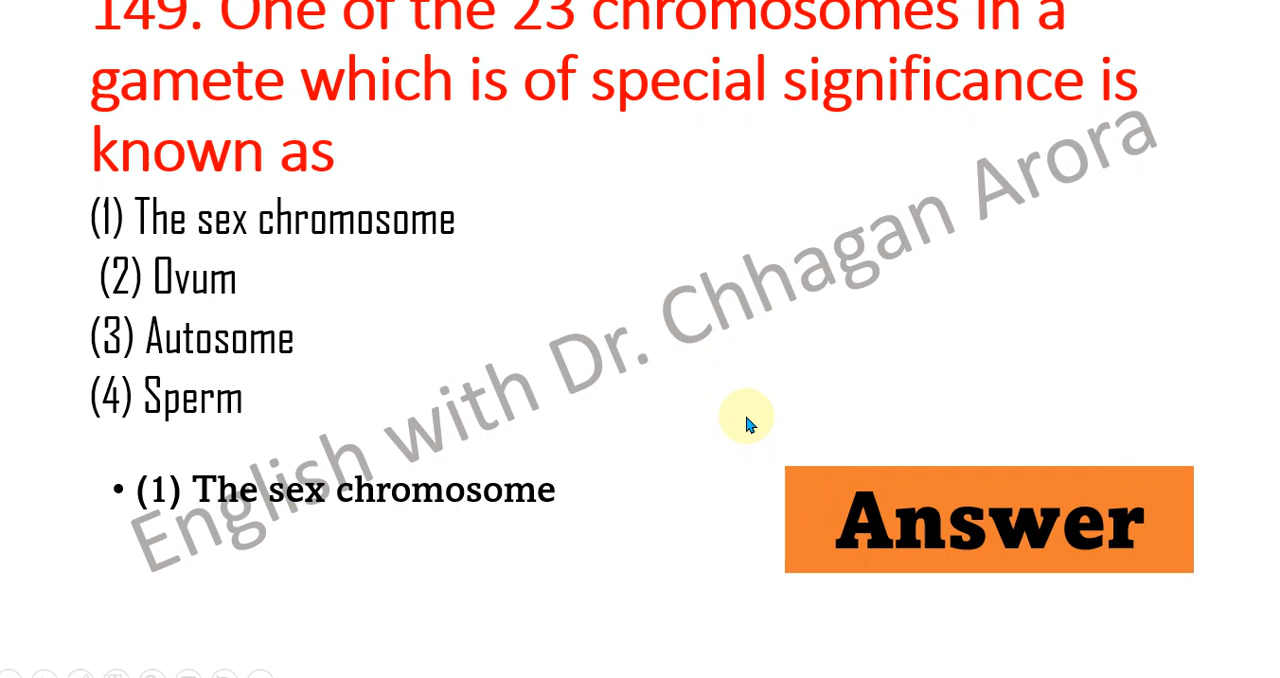 149. One of the 23 chromosomes in a
gamete which is of special significance is
known as
(1) The sex chromosome
(2) Ovum
(3) Autosome
(4) Sperm
• (1) The sex chromosome
Answer
English with Dr. Chhagan Arora